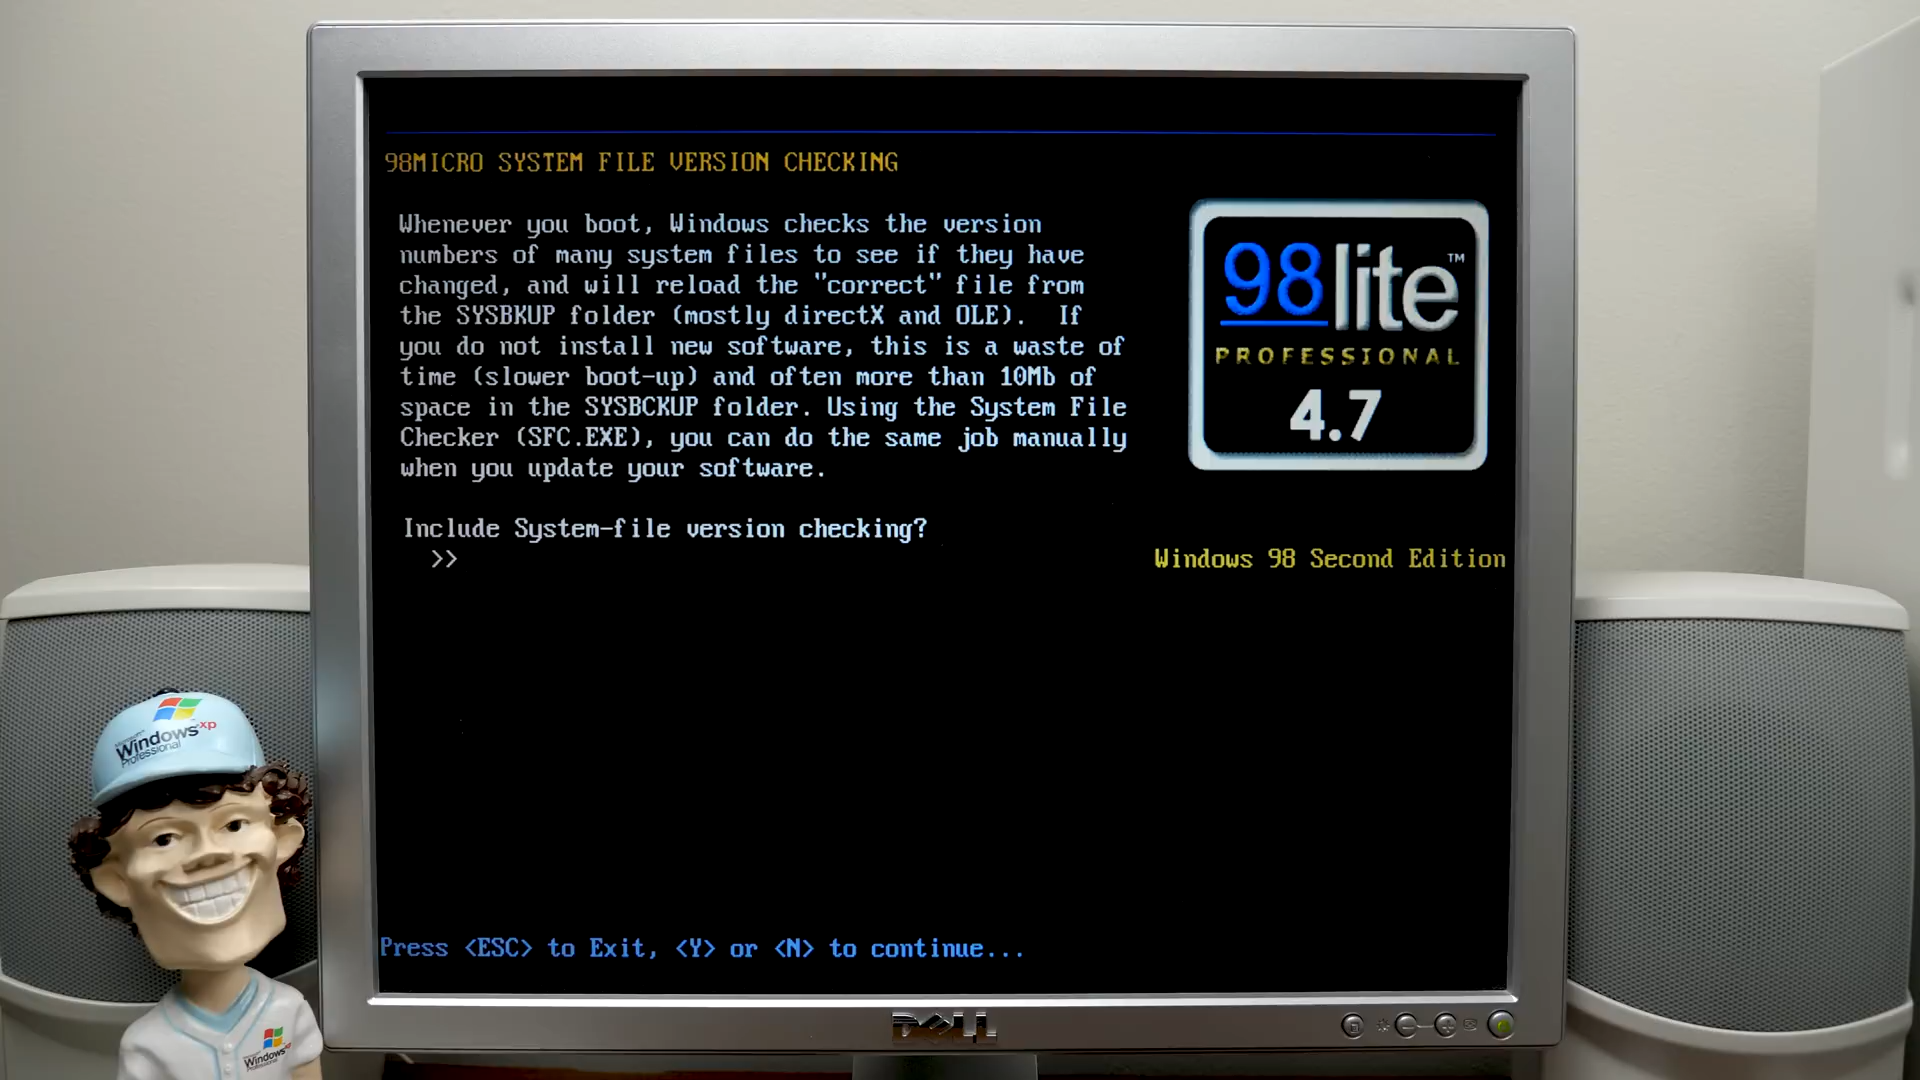 98MICRO SYSTEM FILE VERSION CHECKING
Whenever you boot, Windows checks the version
numbers of many system files to see if they have
changed, and will reload the "correct" file from
the SYSBKUP folder (mostly directX and OLE).  If
you do not install new software, this is a waste of
time (slower boot-up) and often more than 10Mb of
space in the SYSBCKUP folder. Using the System File
Checker (SFC.EXE), you can do the same job manually
when you update your software.
Include System-file version checking?
>>
98lite™
PROFESSIONAL
4.7
Windows 98 Second Edition
Press <ESC> to Exit, <Y> or <N> to continue...
DELL
Microsoft
Windows xp
Professional
Windows xp
Professional